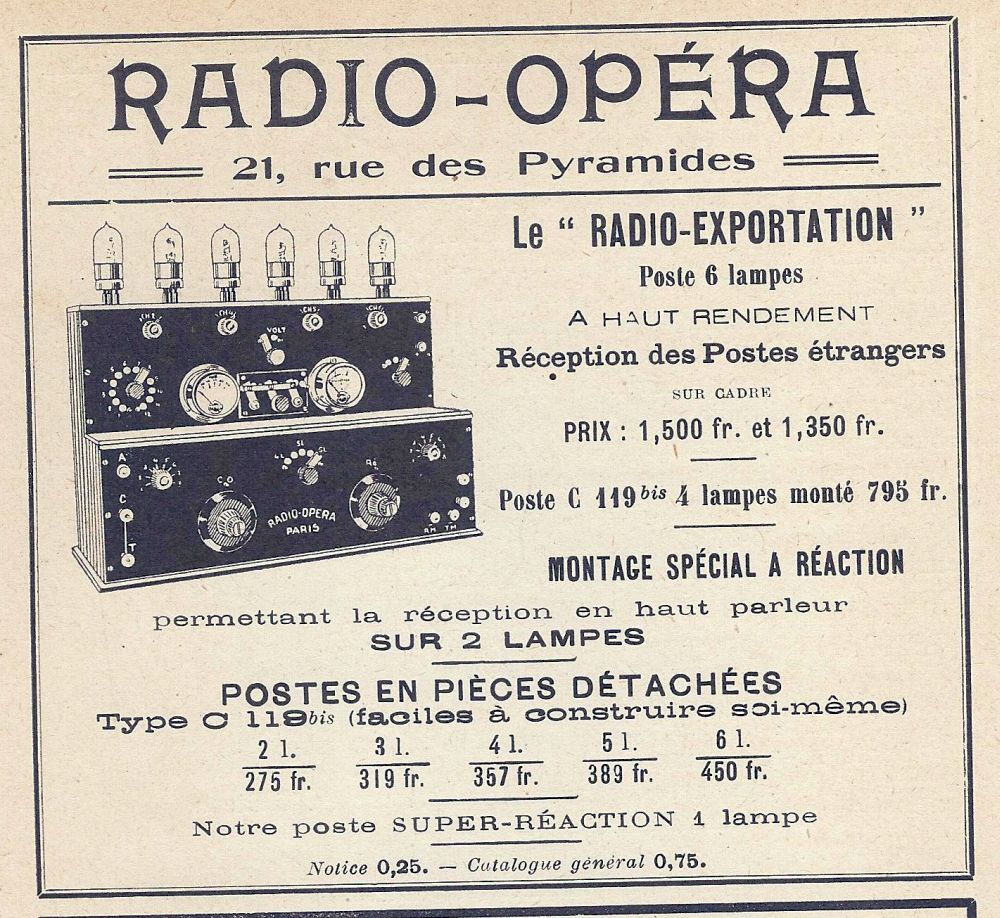 RADIO-OPÉRA
21, rue des Pyramides
Le " RADIO-EXPORTATION "
Poste 6 lampes
A HAUT RENDEMENT
Réception des Postes étrangers
SUR CADRE
PRIX : 1,500 fr. et 1,350 fr.
Poste C 119bis 4 lampes monté 795 fr.
VOLT
A
C
T
RADIO-OPERA
PARIS
MONTAGE SPÉCIAL A RÉACTION
permettant la réception en haut parleur
SUR 2 LAMPES
POSTES EN PIÈCES DÉTACHÉES
Type C 119bis (faciles à construire soi-même)
2 l. 3 l. 4 l. 5 l. 6 l.
275 fr. 319 fr. 357 fr. 389 fr. 450 fr.
Notre poste SUPER-RÉACTION 1 lampe
Notice 0,25. — Catalogue général 0,75.